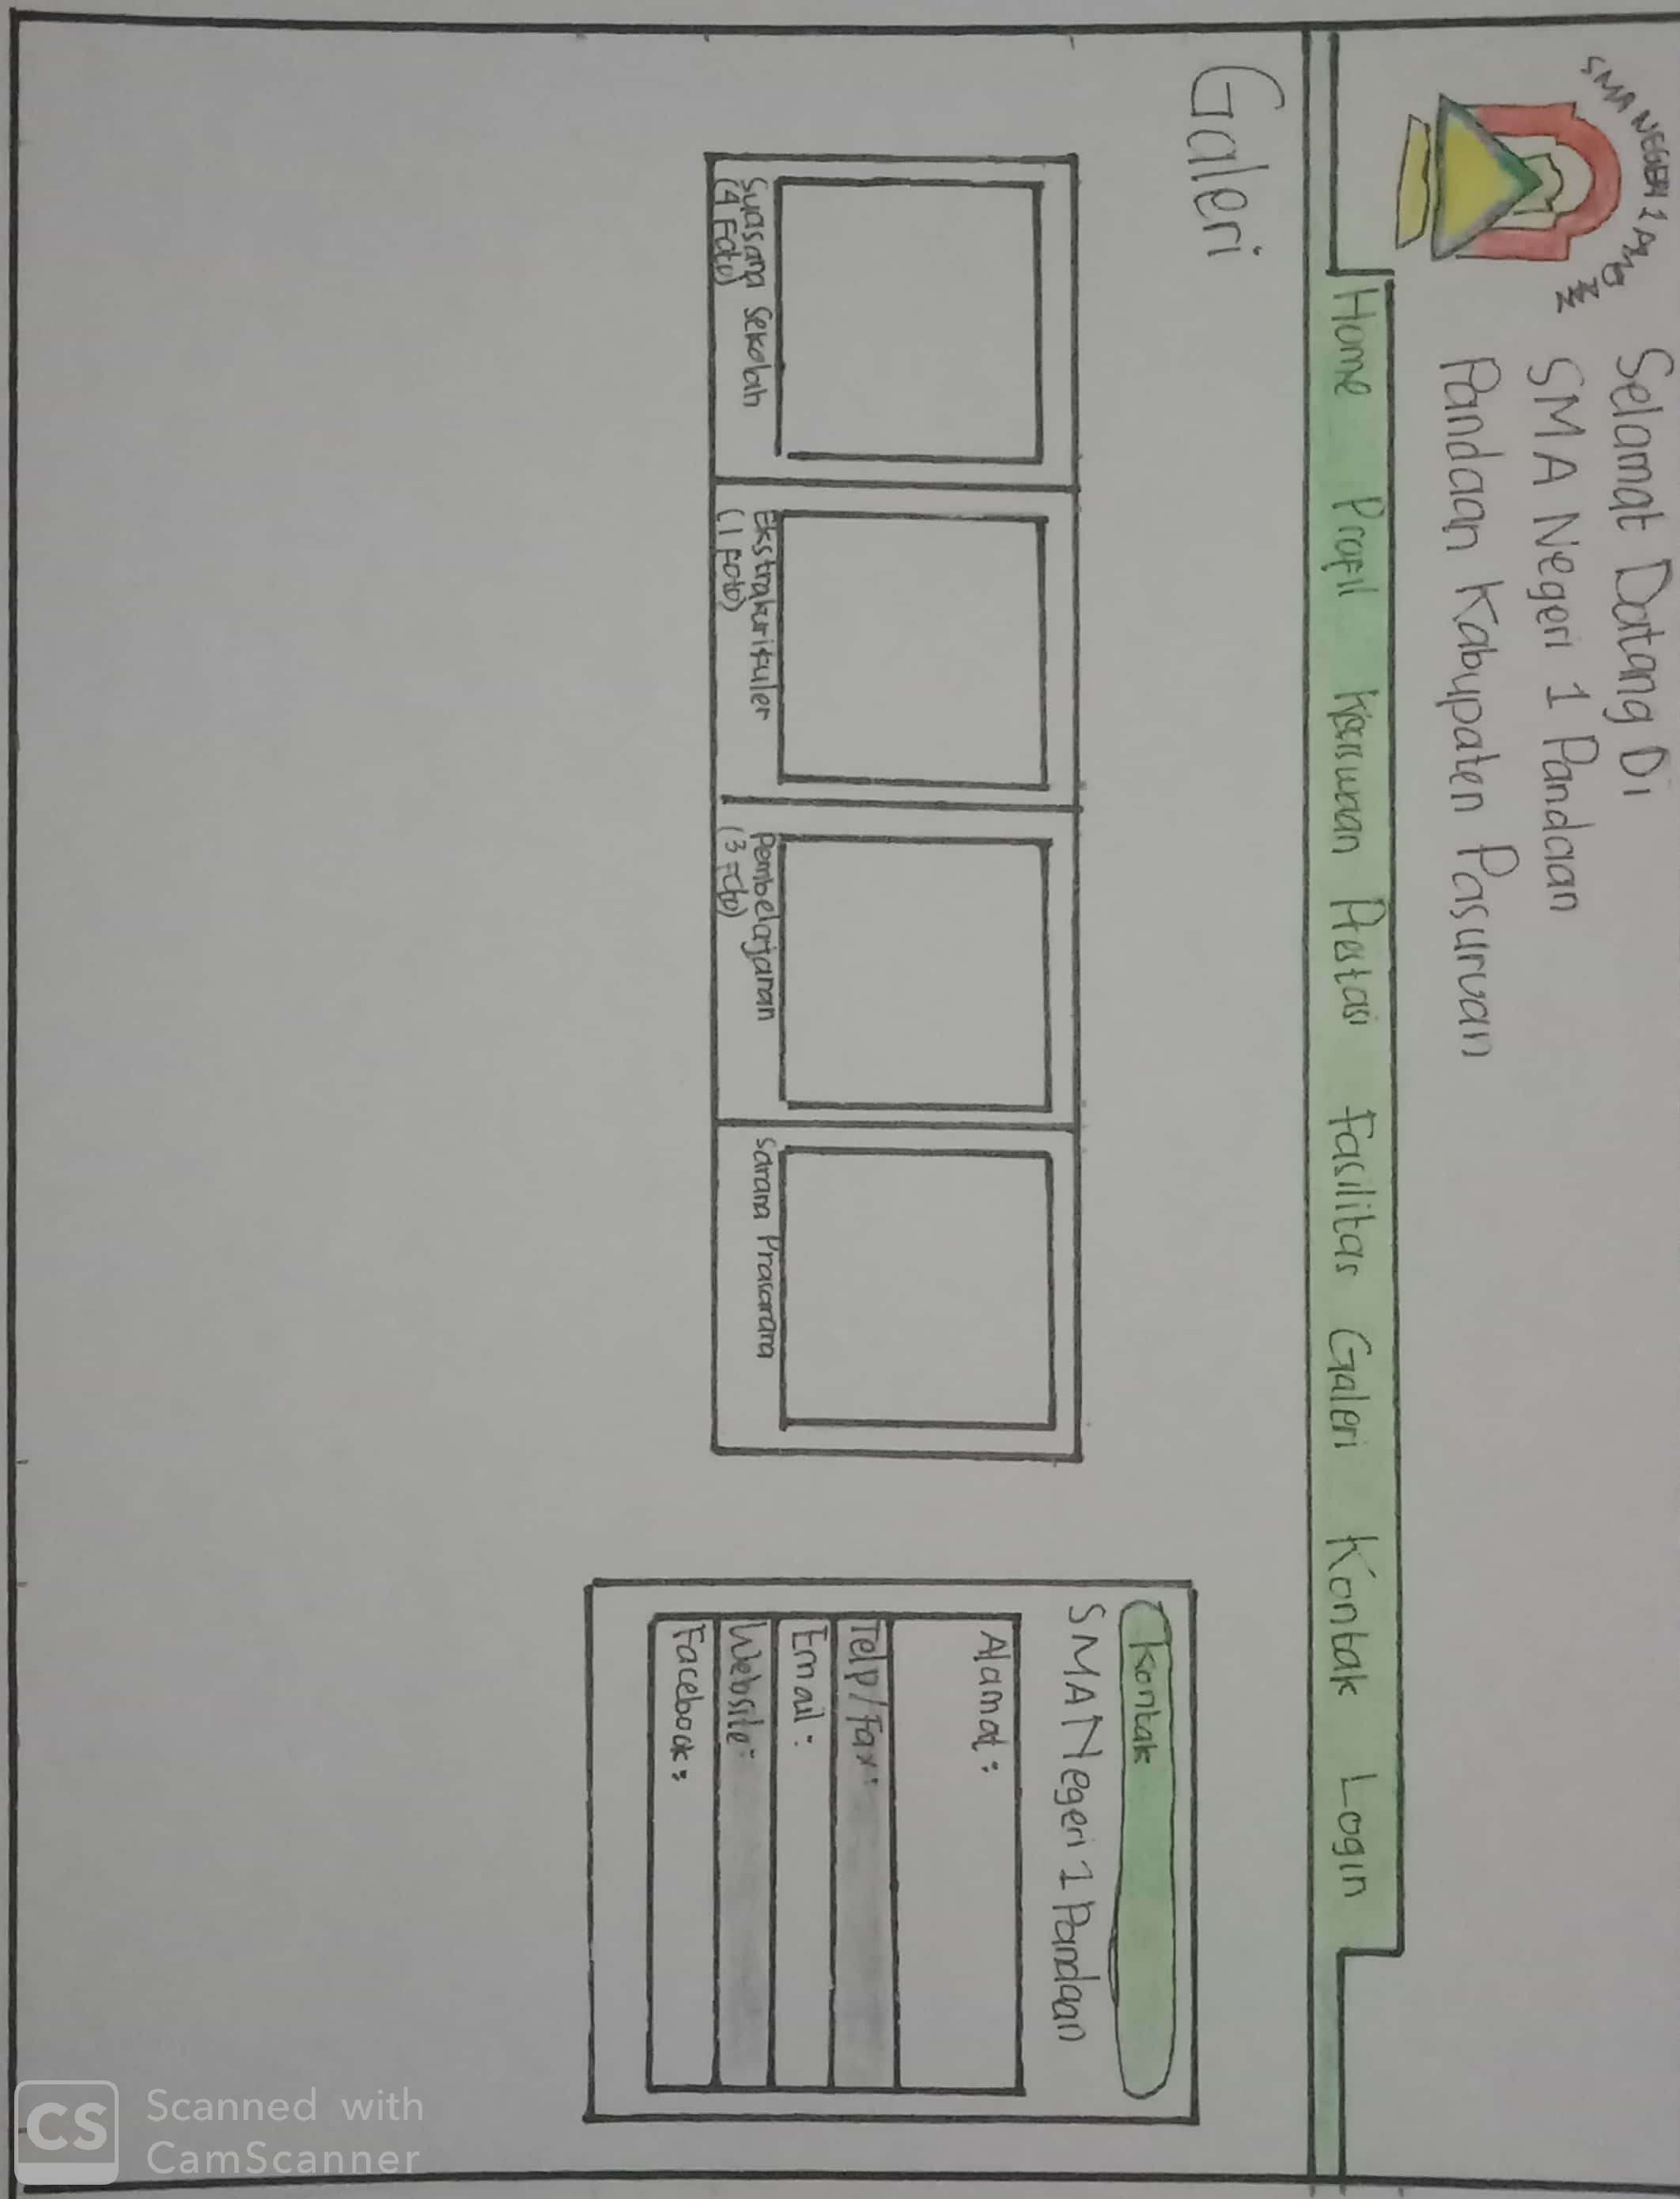 SMA NEGERI 1
Selamat Datang Di
SMA Negeri 1 Pandaan
Pandaan Kabupaten Pasuruan
Home Profil Kesiswaan Prestasi Fasilitas Galeri Kontak Login
Galeri
Suasana Sekolah
(4 Foto)
Ekstrakurikuler
(1 Foto)
Pembelajaran
(3 Foto)
Sarana Prasarana
Kontak
SMA Negeri 1 Pandaan
Alamat :
Telp/Fax :
Email :
Website :
Facebook :
CS
Scanned with
CamScanner